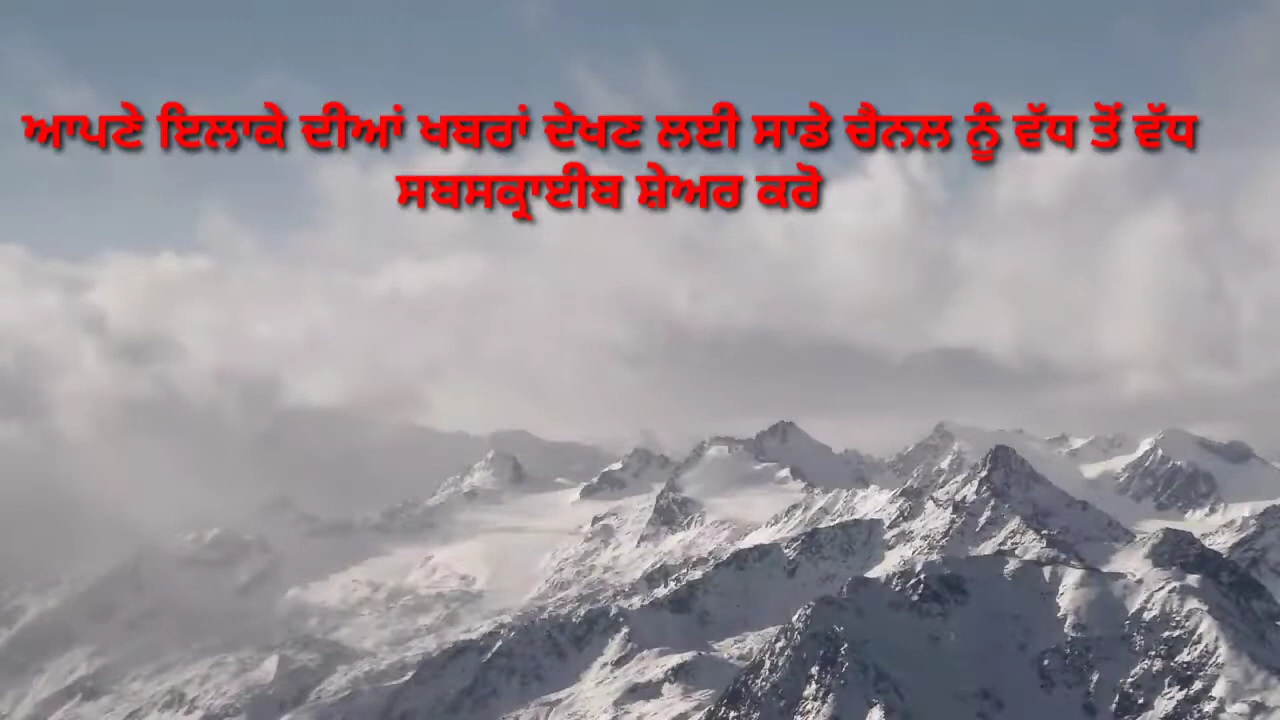 ਆਪਣੇ ਇਲਾਕੇ ਦੀਆਂ ਖਬਰਾਂ ਦੇਖਣ ਲਈ ਸਾਡੇ ਚੈਨਲ ਨੂੰ ਵੱਧ ਤੋਂ ਵੱਧ
ਸਬਸਕ੍ਰਾਈਬ ਸ਼ੇਅਰ ਕਰੋ